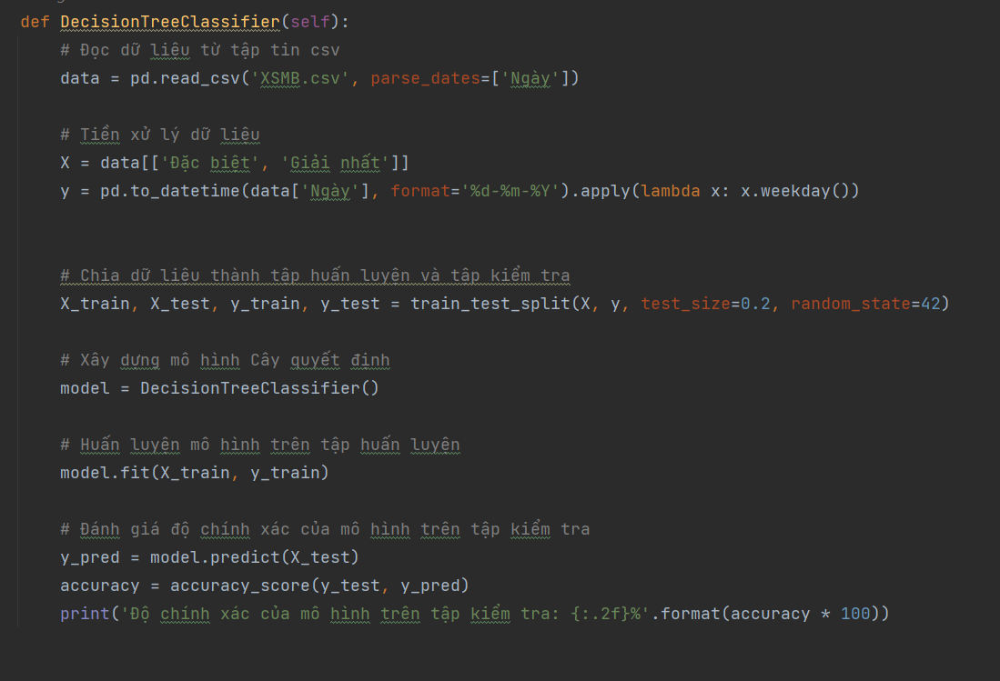 def DecisionTreeClassifier(self):
# Đọc dữ liệu từ tập tin csv
data = pd.read_csv('XSMB.csv', parse_dates=['Ngày'])
# Tiền xử lý dữ liệu
X = data[['Đặc biệt', 'Giải nhất']]
y = pd.to_datetime(data['Ngày'], format='%d-%m-%Y').apply(lambda x: x.weekday())
# Chia dữ liệu thành tập huấn luyện và tập kiểm tra
X_train, X_test, y_train, y_test = train_test_split(X, y, test_size=0.2, random_state=42)
# Xây dựng mô hình Cây quyết định
model = DecisionTreeClassifier()
# Huấn luyện mô hình trên tập huấn luyện
model.fit(X_train, y_train)
# Đánh giá độ chính xác của mô hình trên tập kiểm tra
y_pred = model.predict(X_test)
accuracy = accuracy_score(y_test, y_pred)
print('Độ chính xác của mô hình trên tập kiểm tra: {:.2f}%'.format(accuracy * 100))